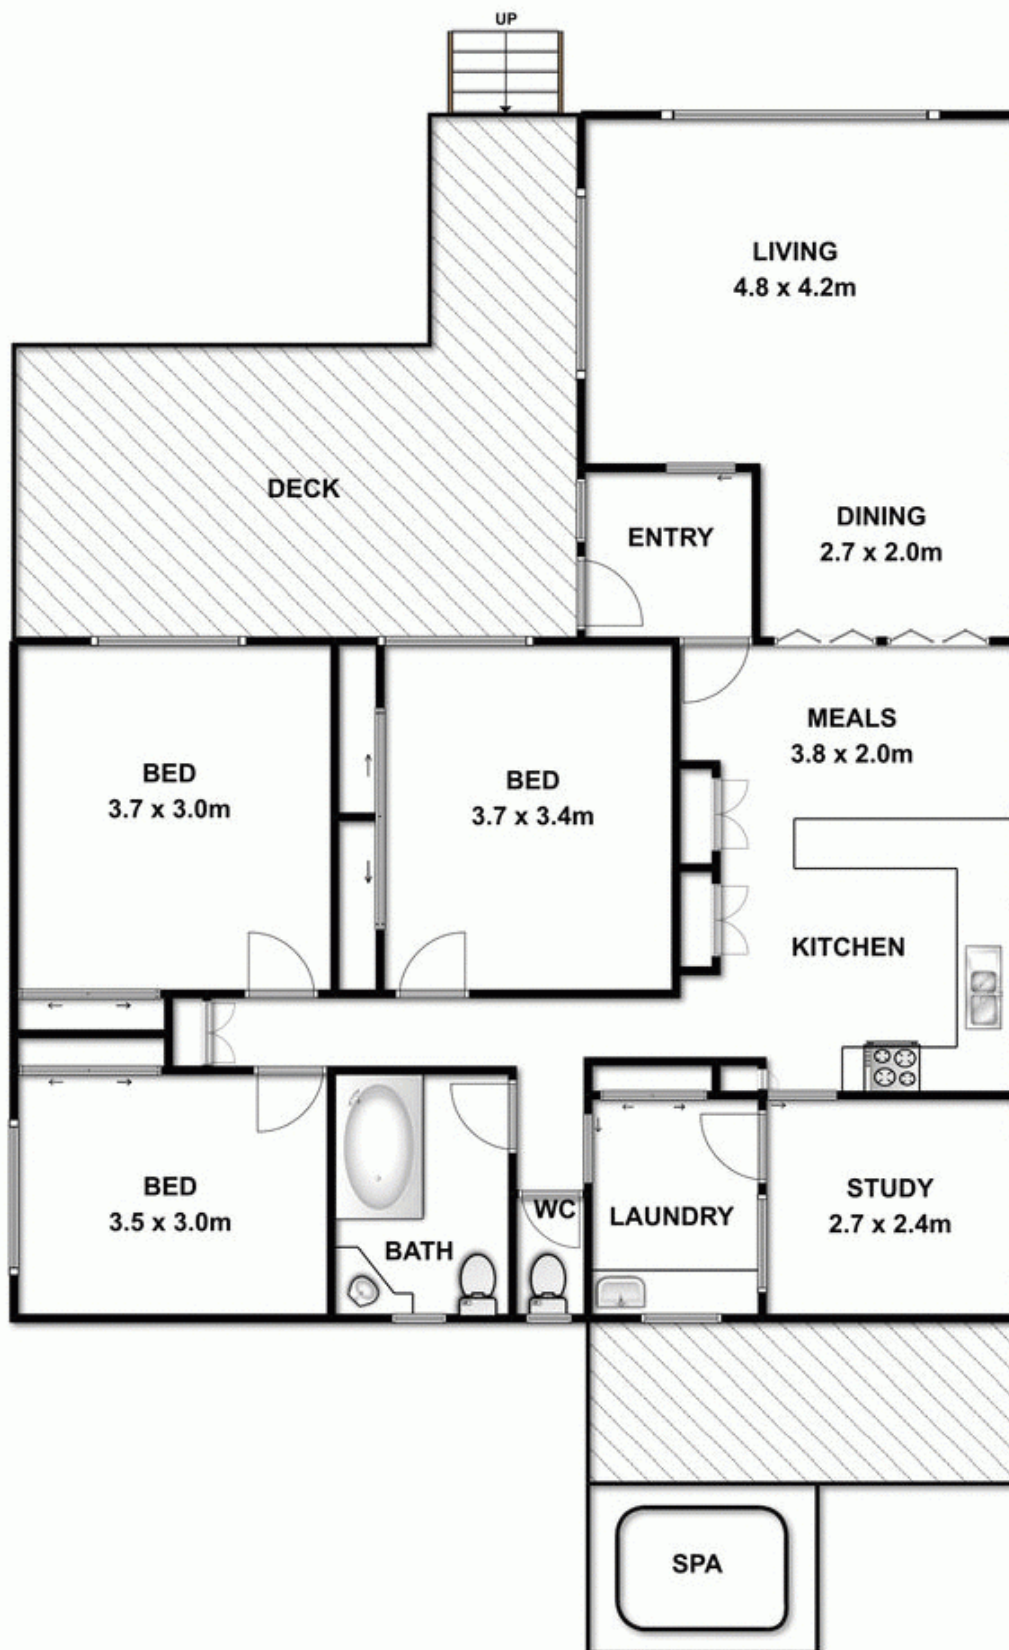 UP
LIVING
4.8 x 4.2m
DECK
ENTRY
DINING
2.7 x 2.0m
MEALS
3.8 x 2.0m
BED
3.7 x 3.0m
BED
3.7 x 3.4m
KITCHEN
BED
3.5 x 3.0m
BATH
WC
LAUNDRY
STUDY
2.7 x 2.4m
SPA